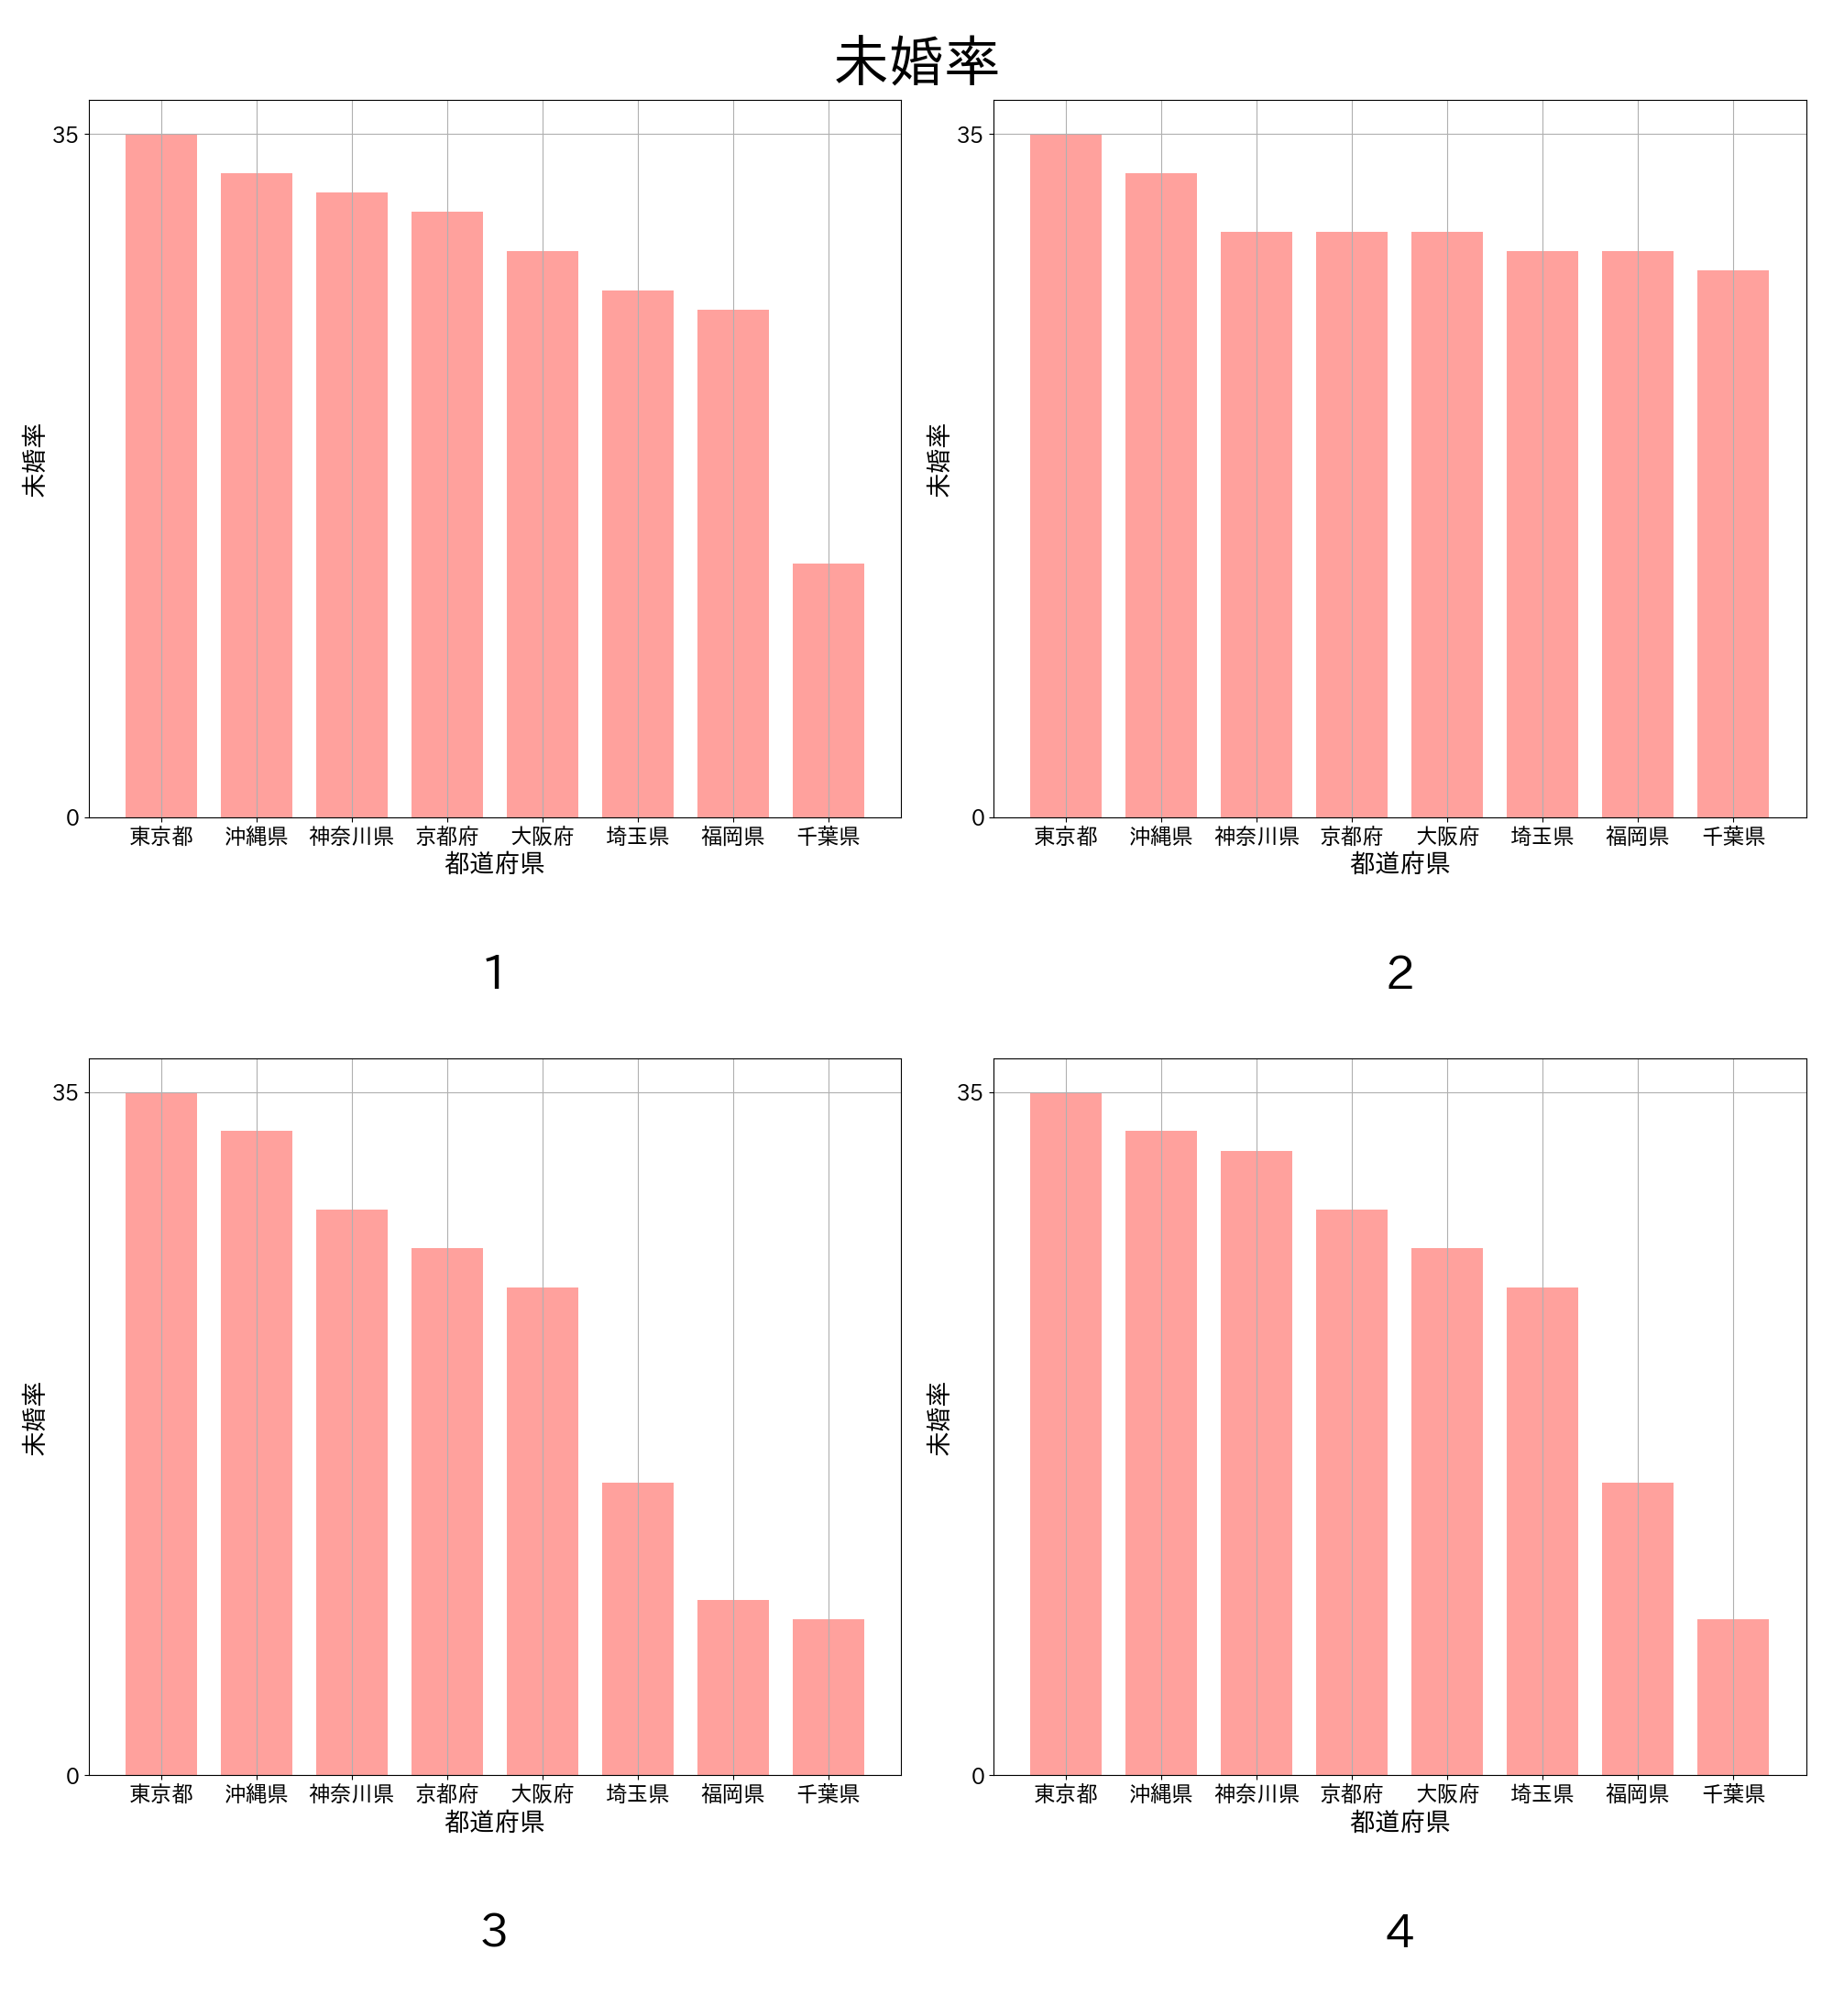 未婚率
35
0
未婚率
東京都 沖縄県 神奈川県 京都府 大阪府 埼玉県 福岡県 千葉県
都道府県
1
35
0
未婚率
東京都 沖縄県 神奈川県 京都府 大阪府 埼玉県 福岡県 千葉県
都道府県
2
35
0
未婚率
東京都 沖縄県 神奈川県 京都府 大阪府 埼玉県 福岡県 千葉県
都道府県
3
35
0
未婚率
東京都 沖縄県 神奈川県 京都府 大阪府 埼玉県 福岡県 千葉県
都道府県
4